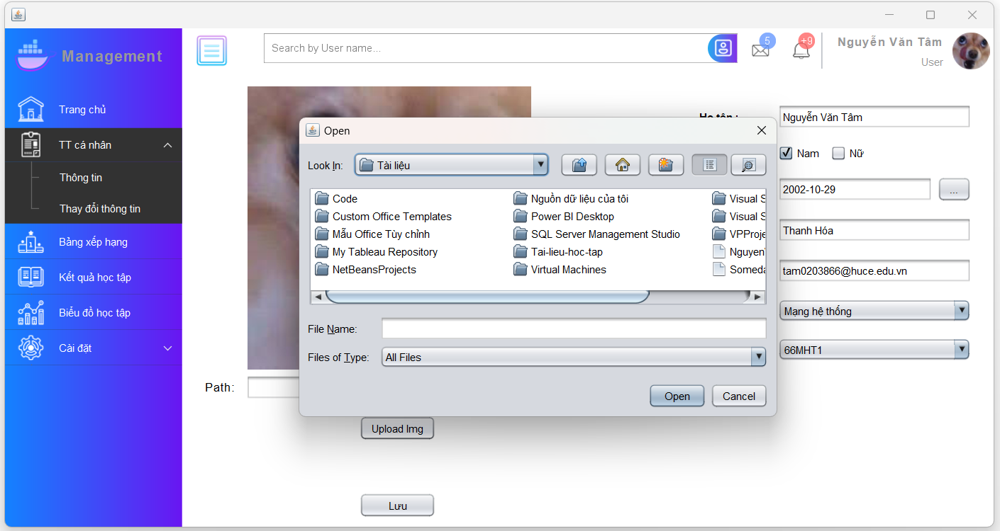 Management
Search by User name...
5
+9
Nguyễn Văn Tâm
User
Trang chủ
TT cá nhân
Thông tin
Thay đổi thông tin
Bảng xếp hạng
Kết quả học tập
Biểu đồ học tập
Cài đặt
Họ tên :
Nguyễn Văn Tâm
Nam
Nữ
2002-10-29
...
Thanh Hóa
tam0203866@huce.edu.vn
Mạng hệ thống
66MHT1
Open
Look In:
Tài liệu
Code
Custom Office Templates
Mẫu Office Tùy chỉnh
My Tableau Repository
NetBeansProjects
Nguồn dữ liệu của tôi
Power BI Desktop
SQL Server Management Studio
Tai-lieu-hoc-tap
Virtual Machines
Visual S
Visual S
VPProje
Nguyen
Someda
File Name:
Files of Type:
All Files
Open
Cancel
Path:
Upload Img
Lưu